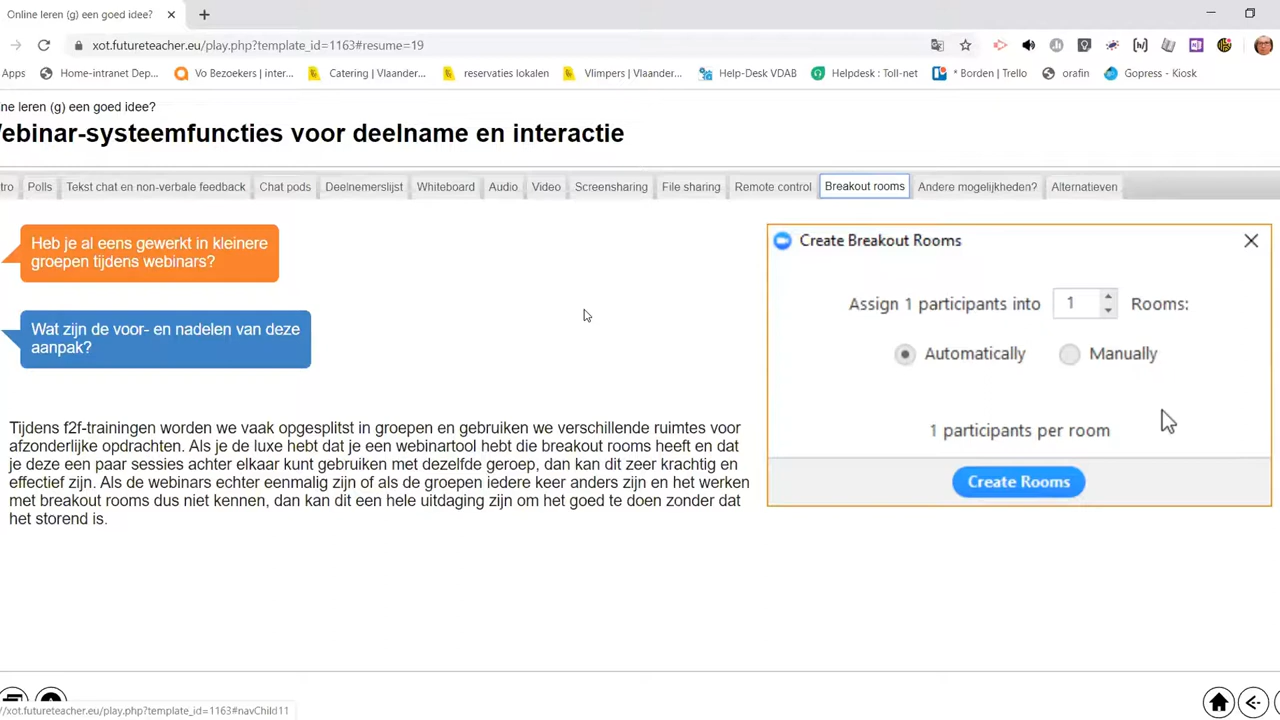 Online leren (g) een goed idee?
xot.futureteacher.eu/play.php?template_id=1163#resume=19
Apps
Home-intranet Dep...
Vo Bezoekers | inter...
Catering | Vlaander...
reservaties lokalen
Vlimpers | Vlaander...
Help-Desk VDAB
Helpdesk : Toll-net
* Borden | Trello
orafin
Gopress - Kiosk
ne leren (g) een goed idee?
ebinar-systeemfuncties voor deelname en interactie
tro
Polls
Tekst chat en non-verbale feedback
Chat pods
Deelnemerslijst
Whiteboard
Audio
Video
Screensharing
File sharing
Remote control
Breakout rooms
Andere mogelijkheden?
Alternatieven
Heb je al eens gewerkt in kleinere
groepen tijdens webinars?
Wat zijn de voor- en nadelen van deze
aanpak?
Tijdens f2f-trainingen worden we vaak opgesplitst in groepen en gebruiken we verschillende ruimtes voor
afzonderlijke opdrachten. Als je de luxe hebt dat je een webinartool hebt die breakout rooms heeft en dat
je deze een paar sessies achter elkaar kunt gebruiken met dezelfde geroep, dan kan dit zeer krachtig en
effectief zijn. Als de webinars echter eenmalig zijn of als de groepen iedere keer anders zijn en het werken
met breakout rooms dus niet kennen, dan kan dit een hele uitdaging zijn om het goed te doen zonder dat
het storend is.
Create Breakout Rooms
Assign 1 participants into 1 Rooms:
Automatically
Manually
1 participants per room
Create Rooms
//xot.futureteacher.eu/play.php?template_id=1163#navChild11